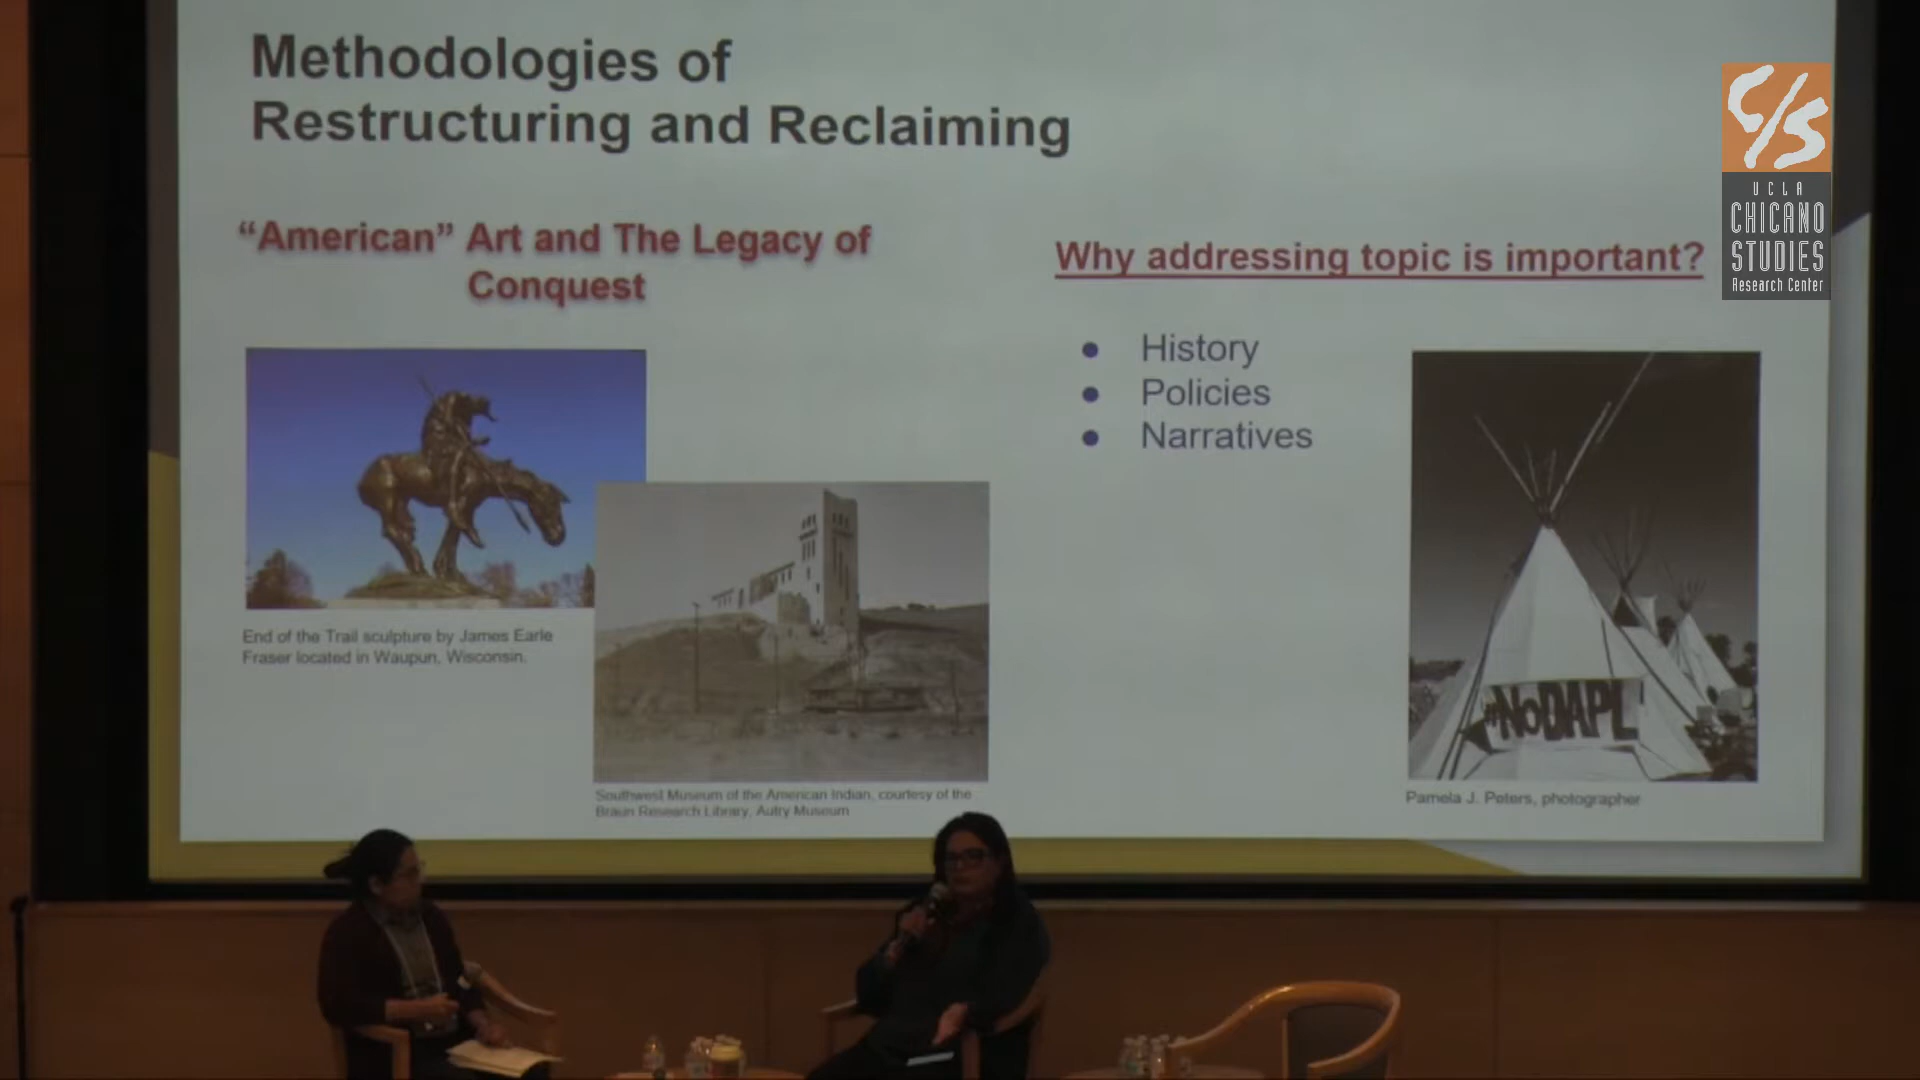 Methodologies of
Restructuring and Reclaiming
“American” Art and The Legacy of
Conquest
End of the Trail sculpture by James Earle
Fraser located in Waupun, Wisconsin.
Southwest Museum of the American Indian, courtesy of the
Braun Research Library, Autry Museum
Why addressing topic is important?
● History
● Policies
● Narratives
#NoDAPL
Pamela J. Peters, photographer
C/S
UCLA
CHICANO
STUDIES
Research Center